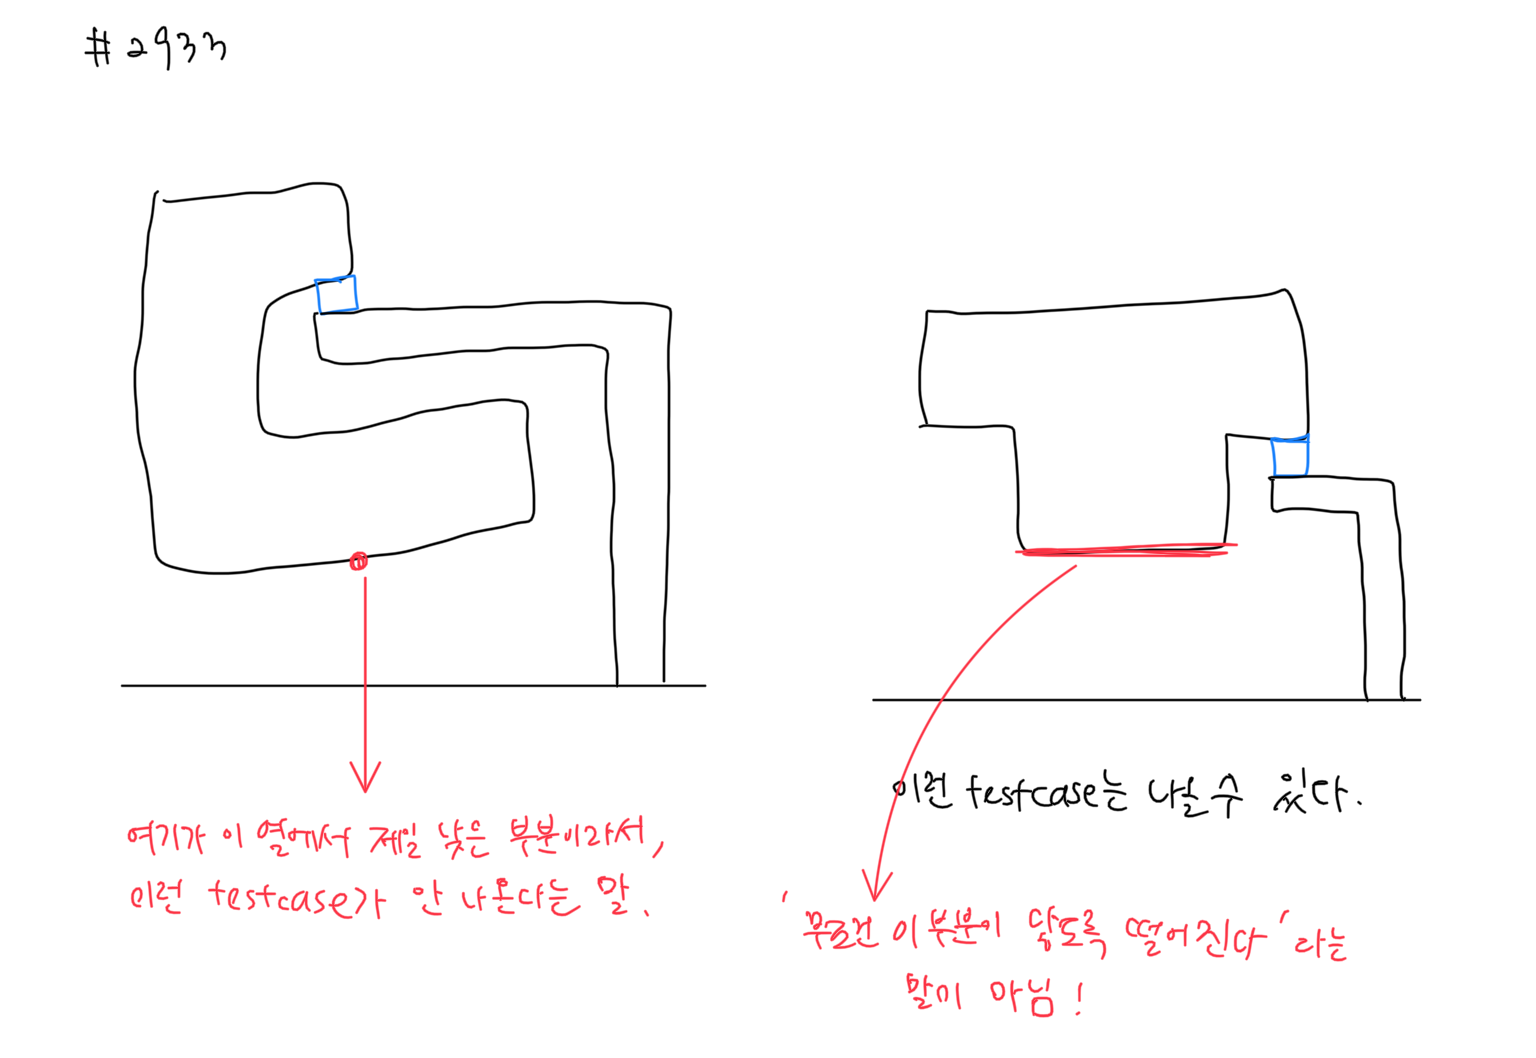 #2933
이런 testcase는 나올 수 있다.
여기가 이 열에서 제일 낮은 부분이라서,
이런 testcase가 안 나온다는 말.
'무조건 이 부분이 닿도록 떨어진다'라는
말이 아님!